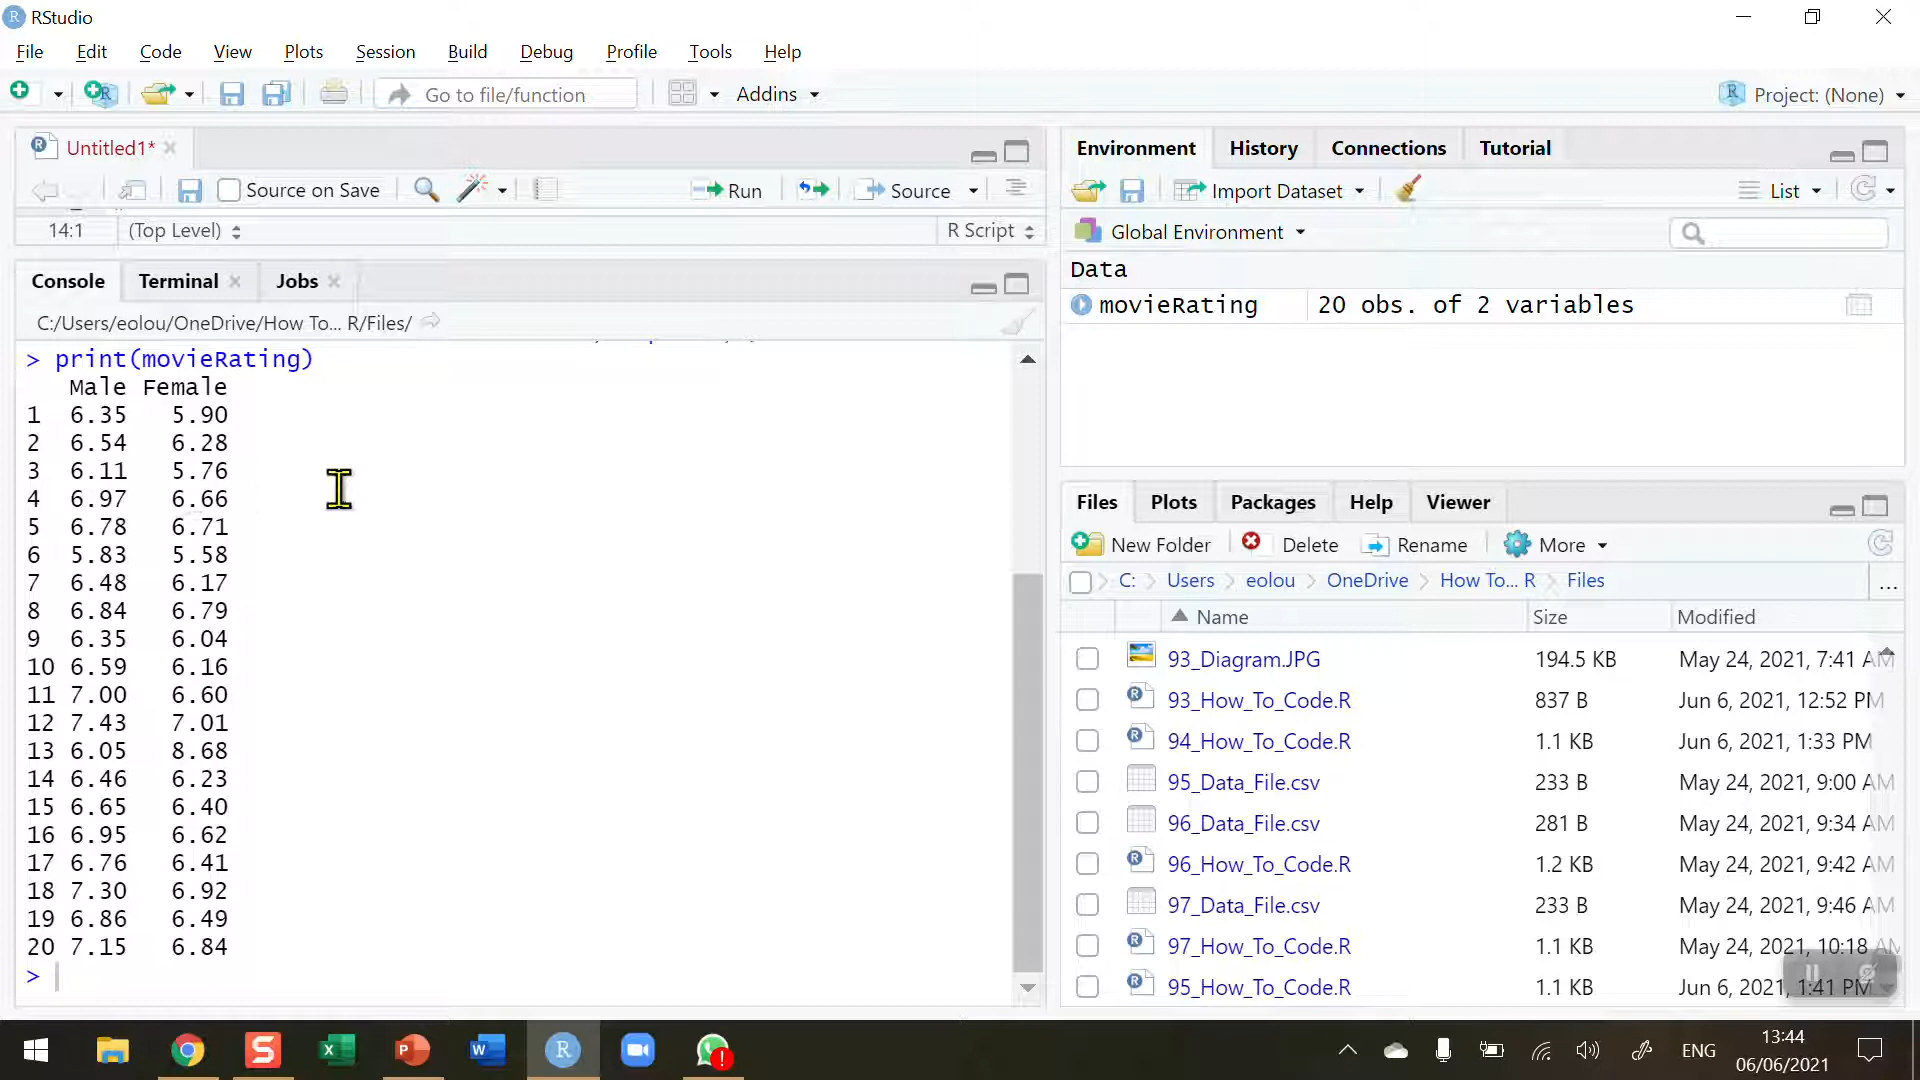 RStudio
File Edit Code View Plots Session Build Debug Profile Tools Help
Go to file/function Addins Project: (None)
Untitled1*
Source on Save Run Source
14:1 (Top Level) R Script
Console Terminal Jobs
C:/Users/eolou/OneDrive/How To... R/Files/
> print(movieRating)
Male Female
1 6.35 5.90
2 6.54 6.28
3 6.11 5.76
4 6.97 6.66
5 6.78 6.71
6 5.83 5.58
7 6.48 6.17
8 6.84 6.79
9 6.35 6.04
10 6.59 6.16
11 7.00 6.60
12 7.43 7.01
13 6.05 8.68
14 6.46 6.23
15 6.65 6.40
16 6.95 6.62
17 6.76 6.41
18 7.30 6.92
19 6.86 6.49
20 7.15 6.84
>
Environment History Connections Tutorial
Import Dataset List
Global Environment
Data
movieRating 20 obs. of 2 variables
Files Plots Packages Help Viewer
New Folder Delete Rename More
C: Users eolou OneDrive How To... R Files ...
Name Size Modified
93_Diagram.JPG 194.5 KB May 24, 2021, 7:41 AM
93_How_To_Code.R 837 B Jun 6, 2021, 12:52 PM
94_How_To_Code.R 1.1 KB Jun 6, 2021, 1:33 PM
95_Data_File.csv 233 B May 24, 2021, 9:00 AM
96_Data_File.csv 281 B May 24, 2021, 9:34 AM
96_How_To_Code.R 1.2 KB May 24, 2021, 9:42 AM
97_Data_File.csv 233 B May 24, 2021, 9:46 AM
97_How_To_Code.R 1.1 KB May 24, 2021, 10:18 AM
95_How_To_Code.R 1.1 KB Jun 6, 2021, 1:41 PM
ENG 13:44
06/06/2021